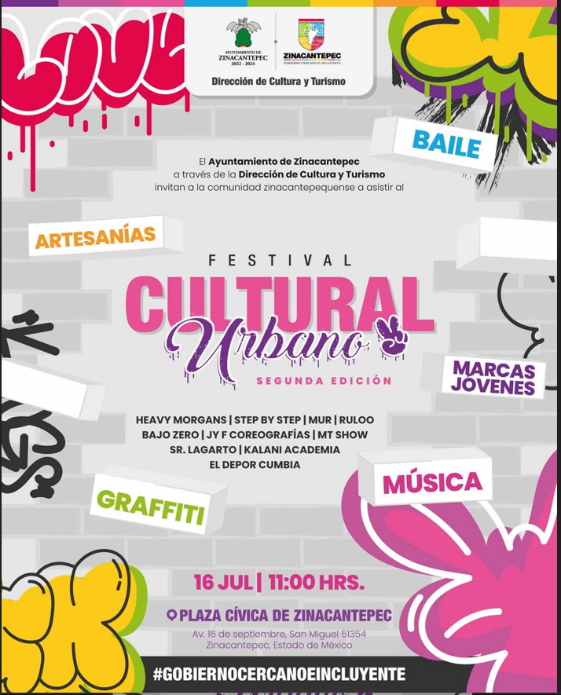 AYUNTAMIENTO DE
ZINACANTEPEC
2022 - 2024
ZINACANTEPEC
GOBIERNO CERCANO E INCLUYENTE
Dirección de Cultura y Turismo
BAILE
El Ayuntamiento de Zinacantepec
a través de la Dirección de Cultura y Turismo
invitan a la comunidad zinacantepequense a asistir al
ARTESANÍAS
FESTIVAL
CULTURAL
Urbano
SEGUNDA EDICIÓN
MARCAS
JÓVENES
HEAVY MORGANS | STEP BY STEP | MUR | RULOO
BAJO ZERO | JY F COREOGRAFÍAS | MT SHOW
SR. LAGARTO | KALANI ACADEMIA
EL DEPOR CUMBIA
MÚSICA
GRAFFITI
16 JUL | 11:00 HRS.
PLAZA CÍVICA DE ZINACANTEPEC
Av. 16 de septiembre, San Miguel 51354
Zinacantepec, Estado de México
#GOBIERNOCERCANOEINCLUYENTE